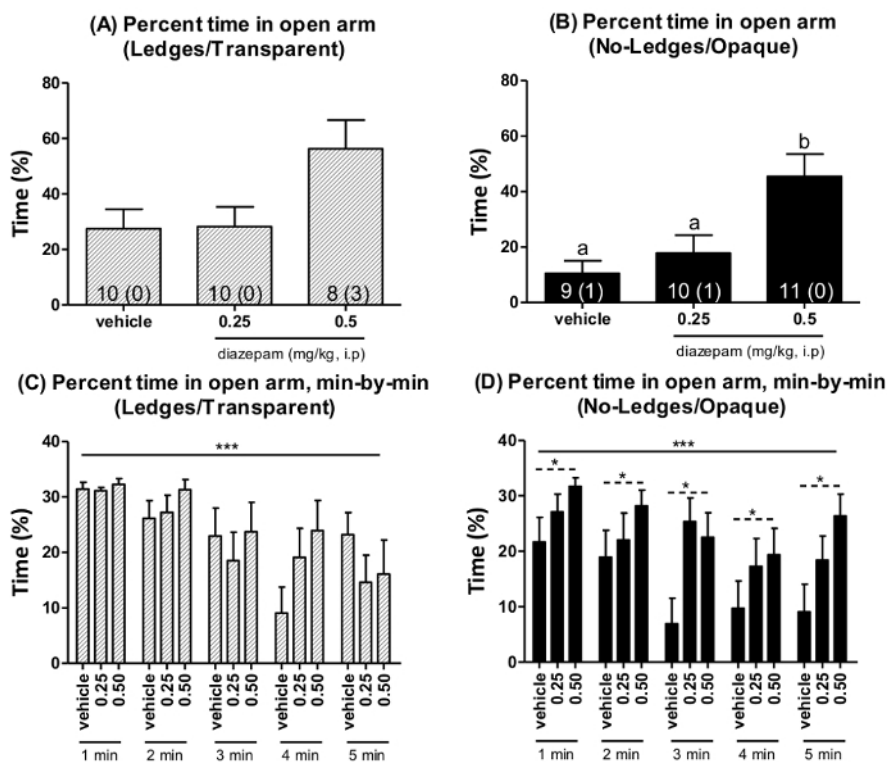 (A) Percent time in open arm
(Ledges/Transparent)
80
60
40
20
0
Time (%)
10 (0)
10 (0)
8 (3)
vehicle
0.25
0.5
diazepam (mg/kg, i.p)
(B) Percent time in open arm
(No-Ledges/Opaque)
80
60
40
20
0
Time (%)
a
a
b
9 (1)
10 (1)
11 (0)
vehicle
0.25
0.5
diazepam (mg/kg, i.p)
(C) Percent time in open arm, min-by-min
(Ledges/Transparent)
40
30
20
10
0
Time (%)
***
vehicle
0.25
0.50
vehicle
0.25
0.50
vehicle
0.25
0.50
vehicle
0.25
0.50
vehicle
0.25
0.50
1 min
2 min
3 min
4 min
5 min
(D) Percent time in open arm, min-by-min
(No-Ledges/Opaque)
40
30
20
10
0
Time (%)
***
*
*
*
*
*
vehicle
0.25
0.50
vehicle
0.25
0.50
vehicle
0.25
0.50
vehicle
0.25
0.50
vehicle
0.25
0.50
1 min
2 min
3 min
4 min
5 min